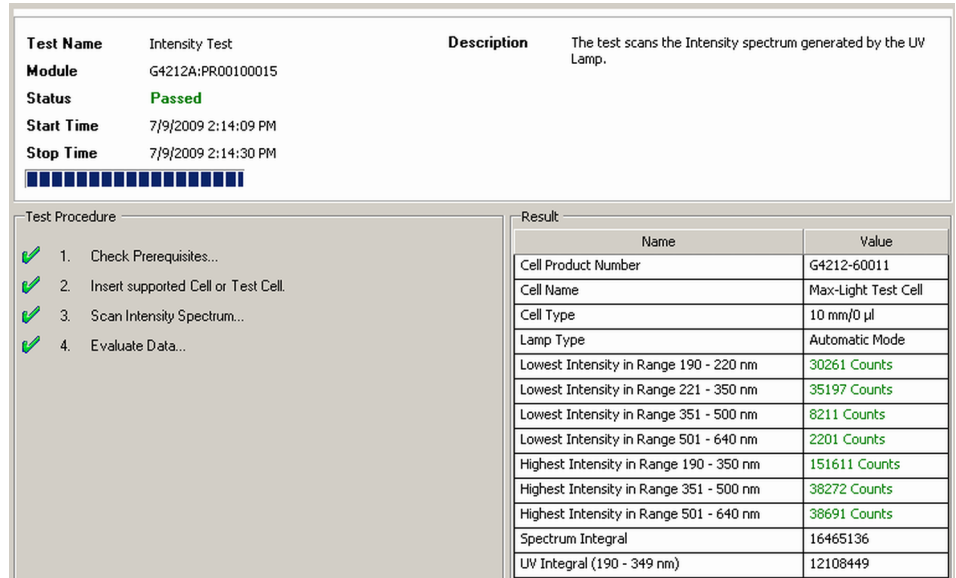 Test Name Intensity Test
Description The test scans the Intensity spectrum generated by the UV
Lamp.
Module G4212A:PR00100015
Status Passed
Start Time 7/9/2009 2:14:09 PM
Stop Time 7/9/2009 2:14:30 PM
Test Procedure
1. Check Prerequisites...
2. Insert supported Cell or Test Cell.
3. Scan Intensity Spectrum...
4. Evaluate Data...
Result
Name Value
Cell Product Number G4212-60011
Cell Name Max-Light Test Cell
Cell Type 10 mm/0 µl
Lamp Type Automatic Mode
Lowest Intensity in Range 190 - 220 nm 30261 Counts
Lowest Intensity in Range 221 - 350 nm 35197 Counts
Lowest Intensity in Range 351 - 500 nm 8211 Counts
Lowest Intensity in Range 501 - 640 nm 2201 Counts
Highest Intensity in Range 190 - 350 nm 151611 Counts
Highest Intensity in Range 351 - 500 nm 38272 Counts
Highest Intensity in Range 501 - 640 nm 38691 Counts
Spectrum Integral 16465136
UV Integral (190 - 349 nm) 12108449